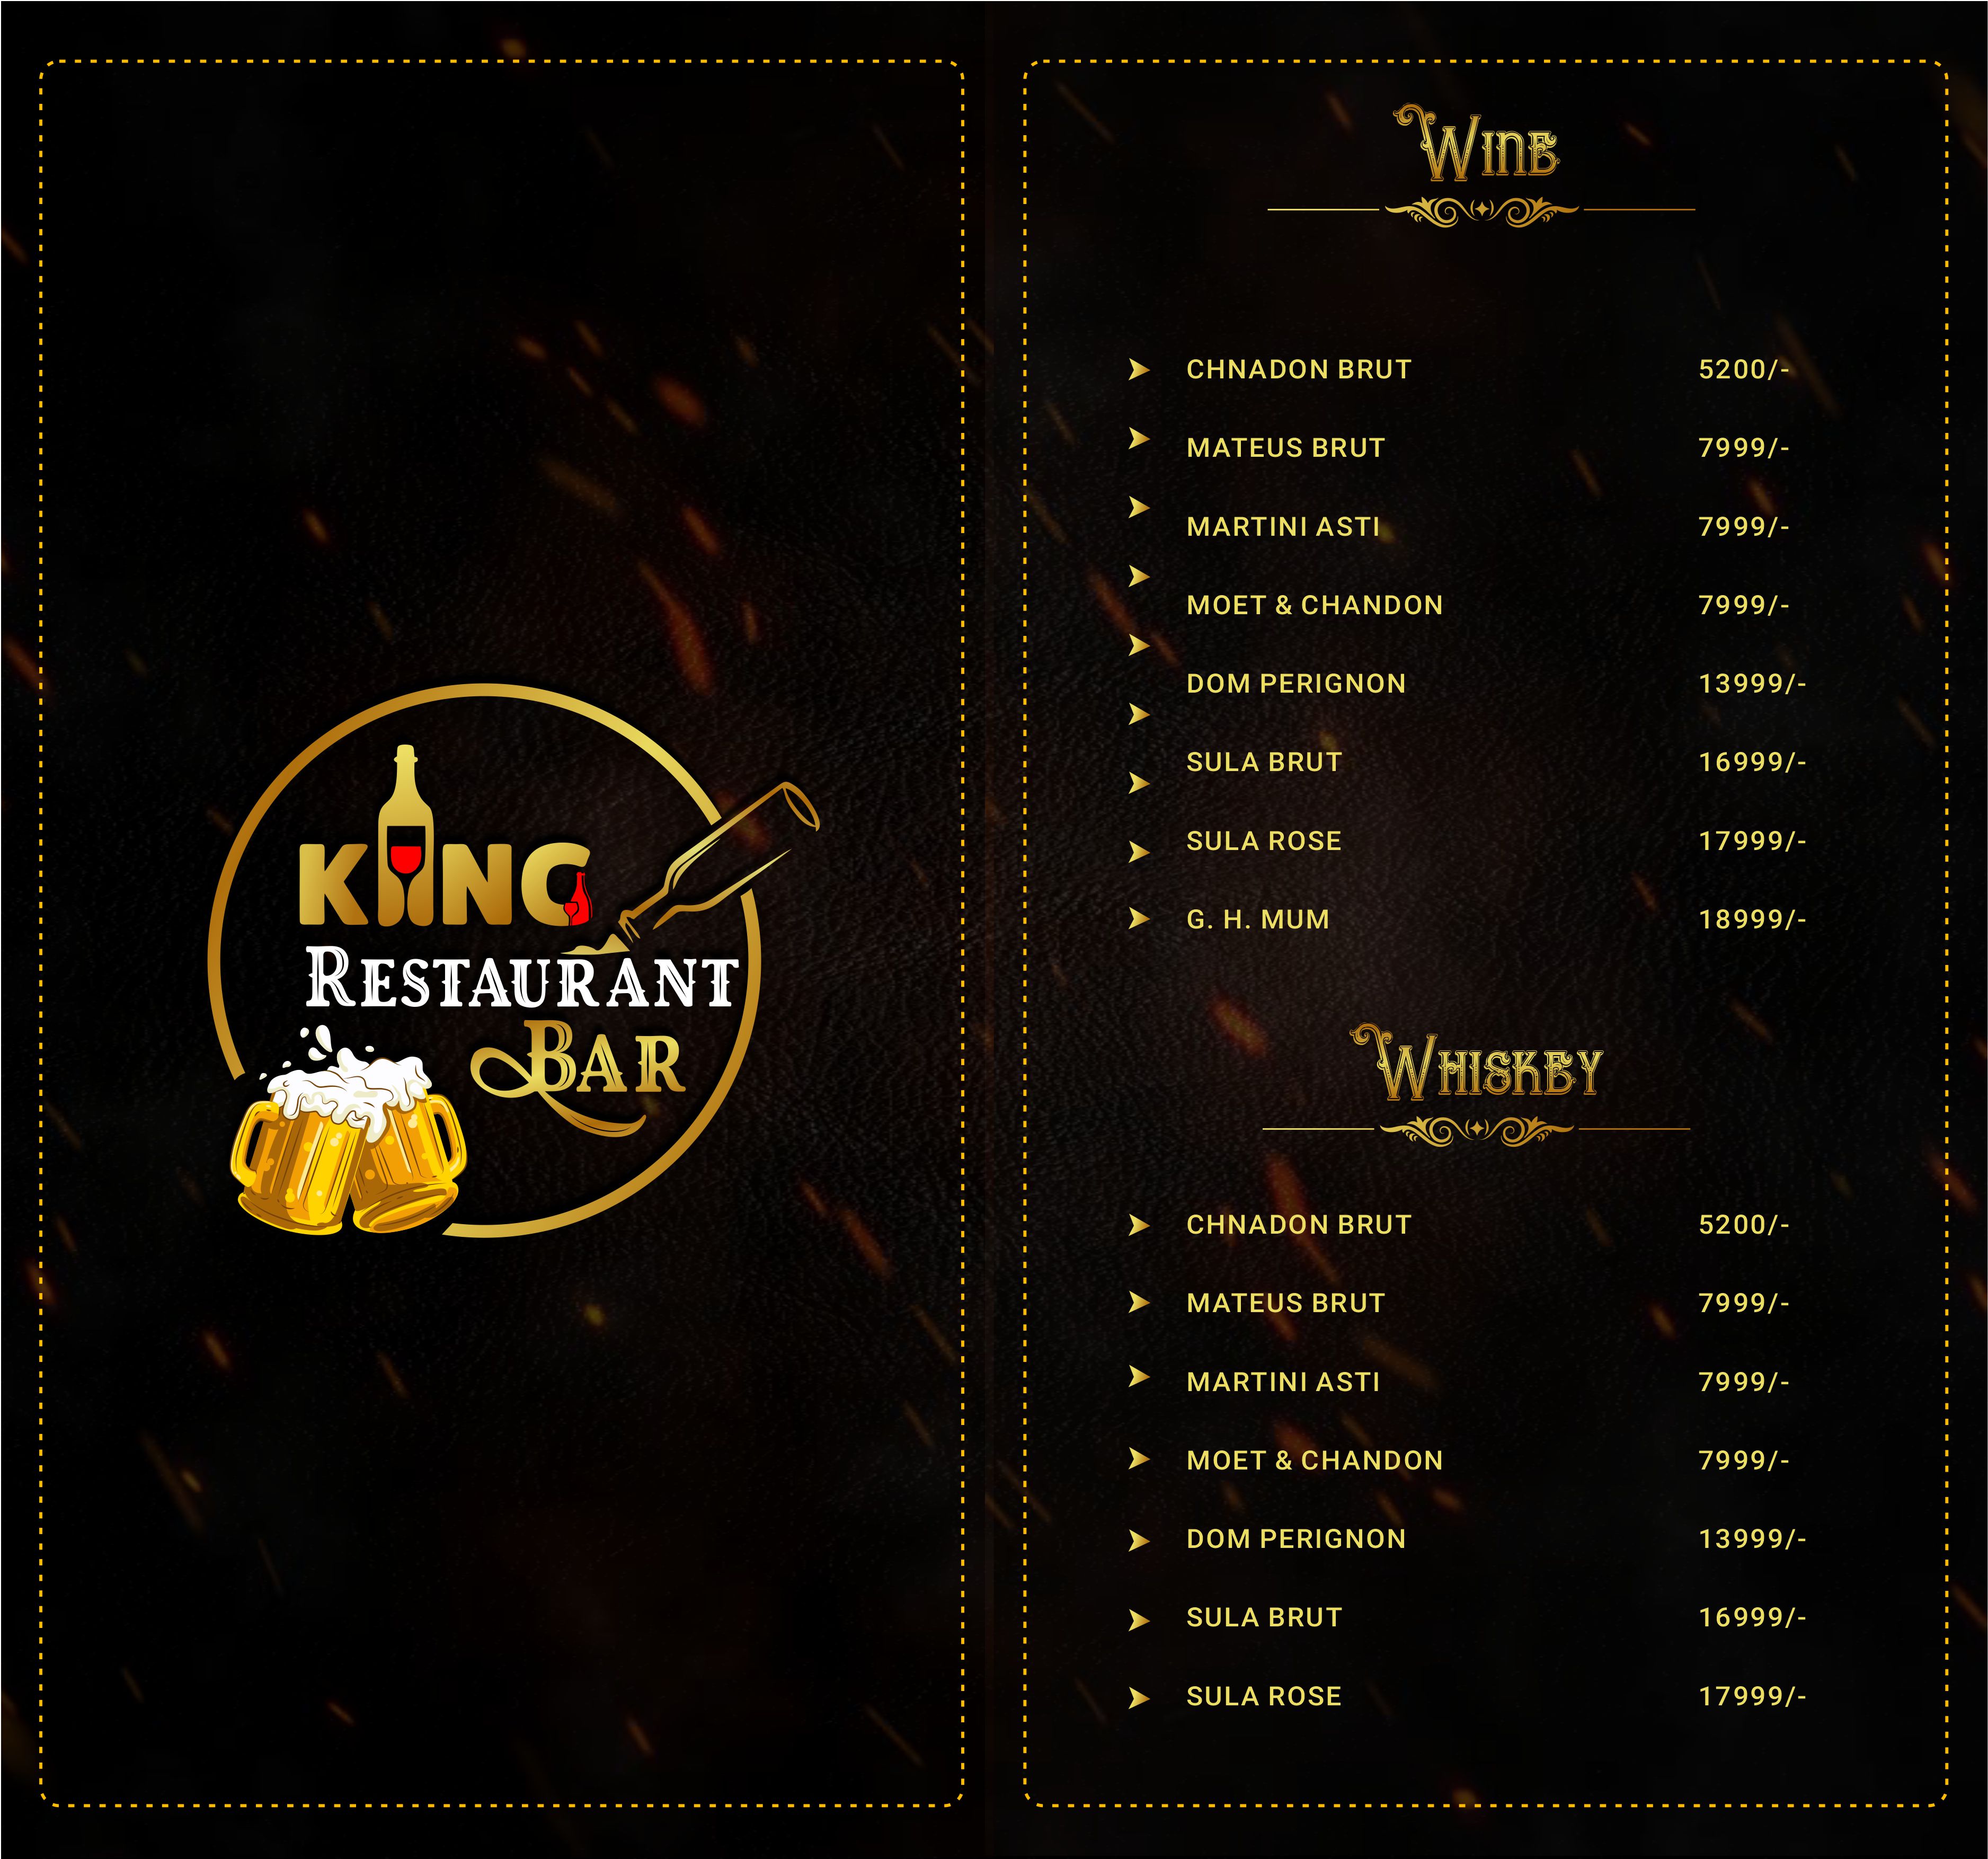 KING
RESTAURANT
BAR
WINE
CHNADON BRUT 5200/-
MATEUS BRUT 7999/-
MARTINI ASTI 7999/-
MOET & CHANDON 7999/-
DOM PERIGNON 13999/-
SULA BRUT 16999/-
SULA ROSE 17999/-
G. H. MUM 18999/-
WHISKEY
CHNADON BRUT 5200/-
MATEUS BRUT 7999/-
MARTINI ASTI 7999/-
MOET & CHANDON 7999/-
DOM PERIGNON 13999/-
SULA BRUT 16999/-
SULA ROSE 17999/-